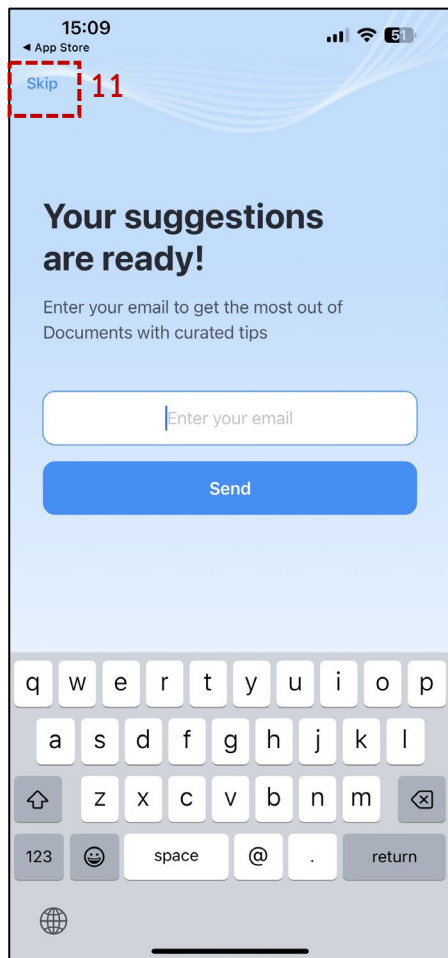 15:09
51
◀ App Store
Skip
11
Your suggestions
are ready!
Enter your email to get the most out of
Documents with curated tips
Enter your email
Send
q w e r t y u i o p
a s d f g h j k l
z x c v b n m
123 space @ . return